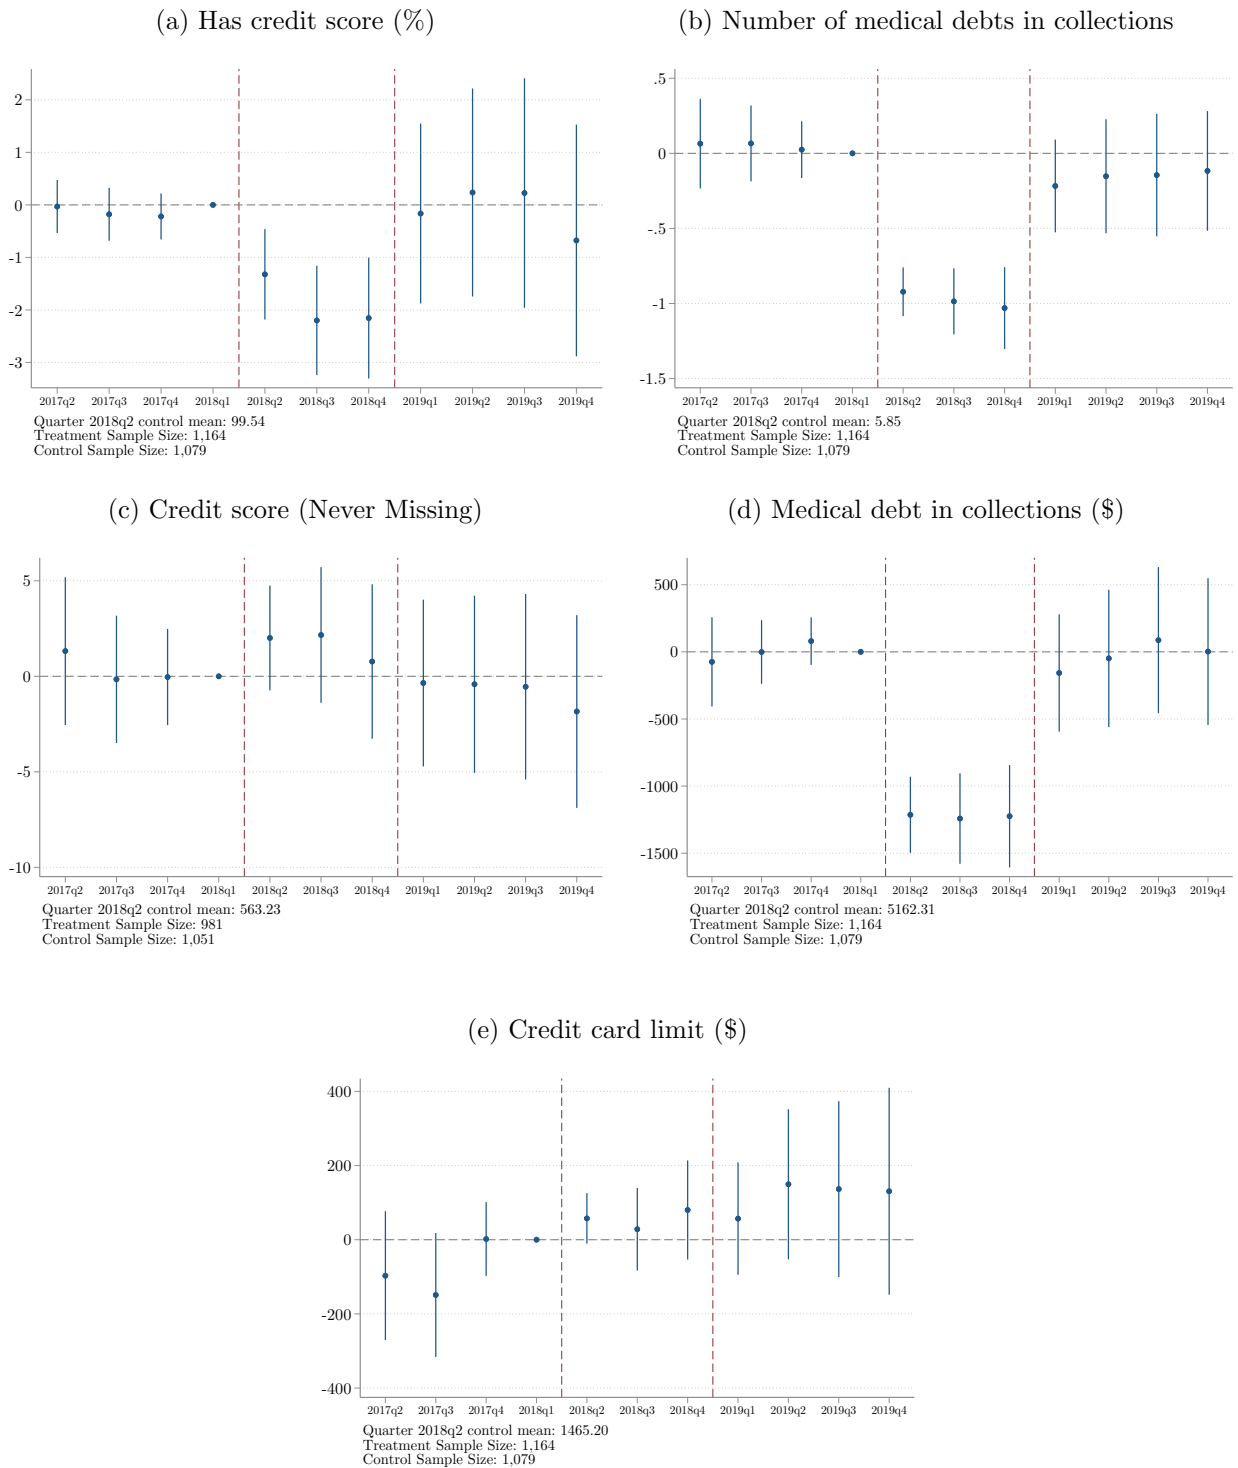 (a) Has credit score (%)
2
1
0
-1
-2
-3
2017q2 2017q3 2017q4 2018q1 2018q2 2018q3 2018q4 2019q1 2019q2 2019q3 2019q4
Quarter 2018q2 control mean: 99.54
Treatment Sample Size: 1,164
Control Sample Size: 1,079
(b) Number of medical debts in collections
.5
0
-.5
-1
-1.5
2017q2 2017q3 2017q4 2018q1 2018q2 2018q3 2018q4 2019q1 2019q2 2019q3 2019q4
Quarter 2018q2 control mean: 5.85
Treatment Sample Size: 1,164
Control Sample Size: 1,079
(c) Credit score (Never Missing)
5
0
-5
-10
2017q2 2017q3 2017q4 2018q1 2018q2 2018q3 2018q4 2019q1 2019q2 2019q3 2019q4
Quarter 2018q2 control mean: 563.23
Treatment Sample Size: 981
Control Sample Size: 1,051
(d) Medical debt in collections ($)
500
0
-500
-1000
-1500
2017q2 2017q3 2017q4 2018q1 2018q2 2018q3 2018q4 2019q1 2019q2 2019q3 2019q4
Quarter 2018q2 control mean: 5162.31
Treatment Sample Size: 1,164
Control Sample Size: 1,079
(e) Credit card limit ($)
400
200
0
-200
-400
2017q2 2017q3 2017q4 2018q1 2018q2 2018q3 2018q4 2019q1 2019q2 2019q3 2019q4
Quarter 2018q2 control mean: 1465.20
Treatment Sample Size: 1,164
Control Sample Size: 1,079